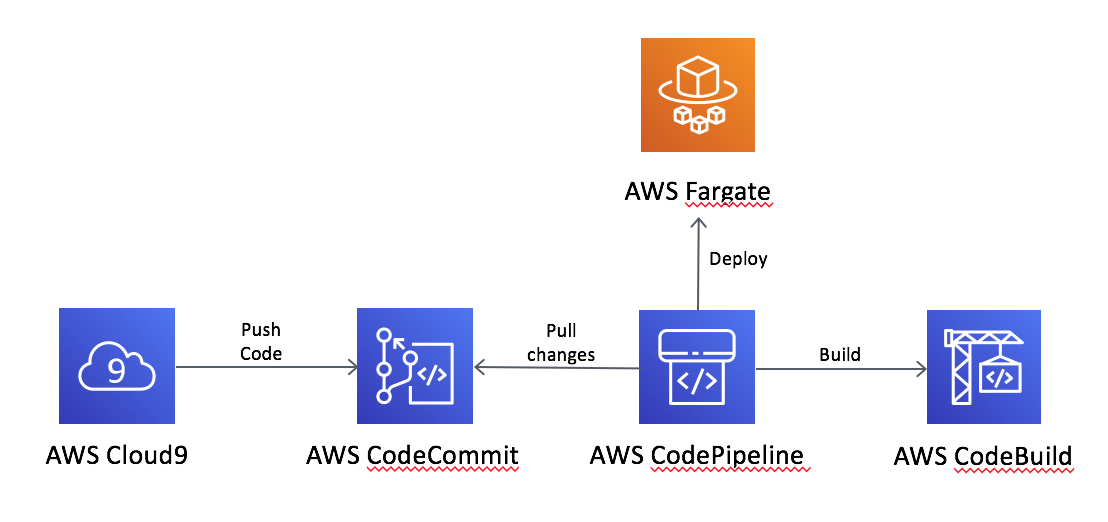 AWS Fargate
Deploy
Push
Code
Pull
changes
Build
9
AWS Cloud9
AWS CodeCommit
AWS CodePipeline
AWS CodeBuild